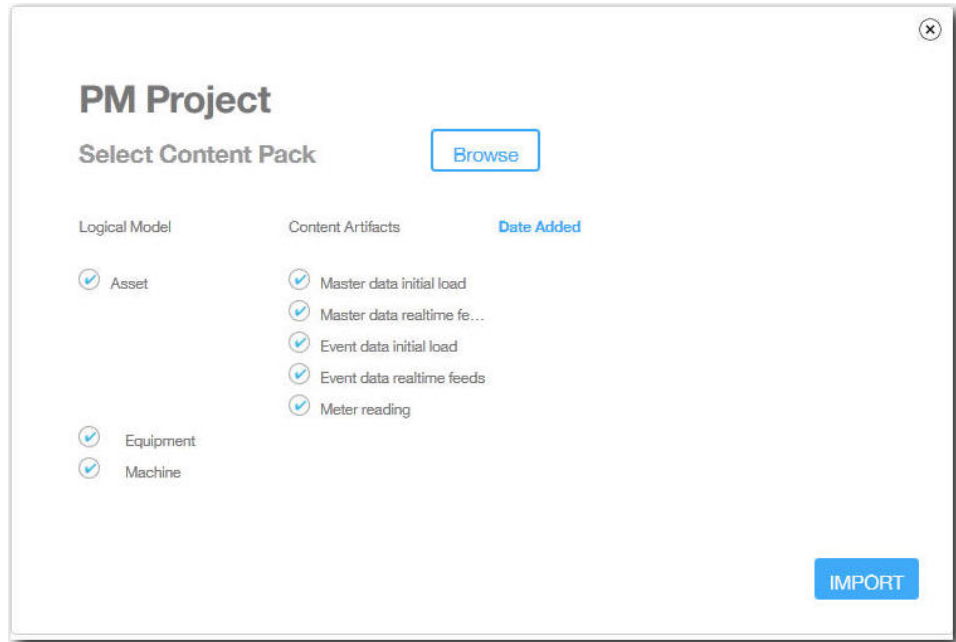 PM Project
Select Content Pack Browse
Logical Model Content Artifacts Date Added
Asset Master data initial load
Master data realtime fe...
Event data initial load
Event data realtime feeds
Meter reading
Equipment
Machine
IMPORT